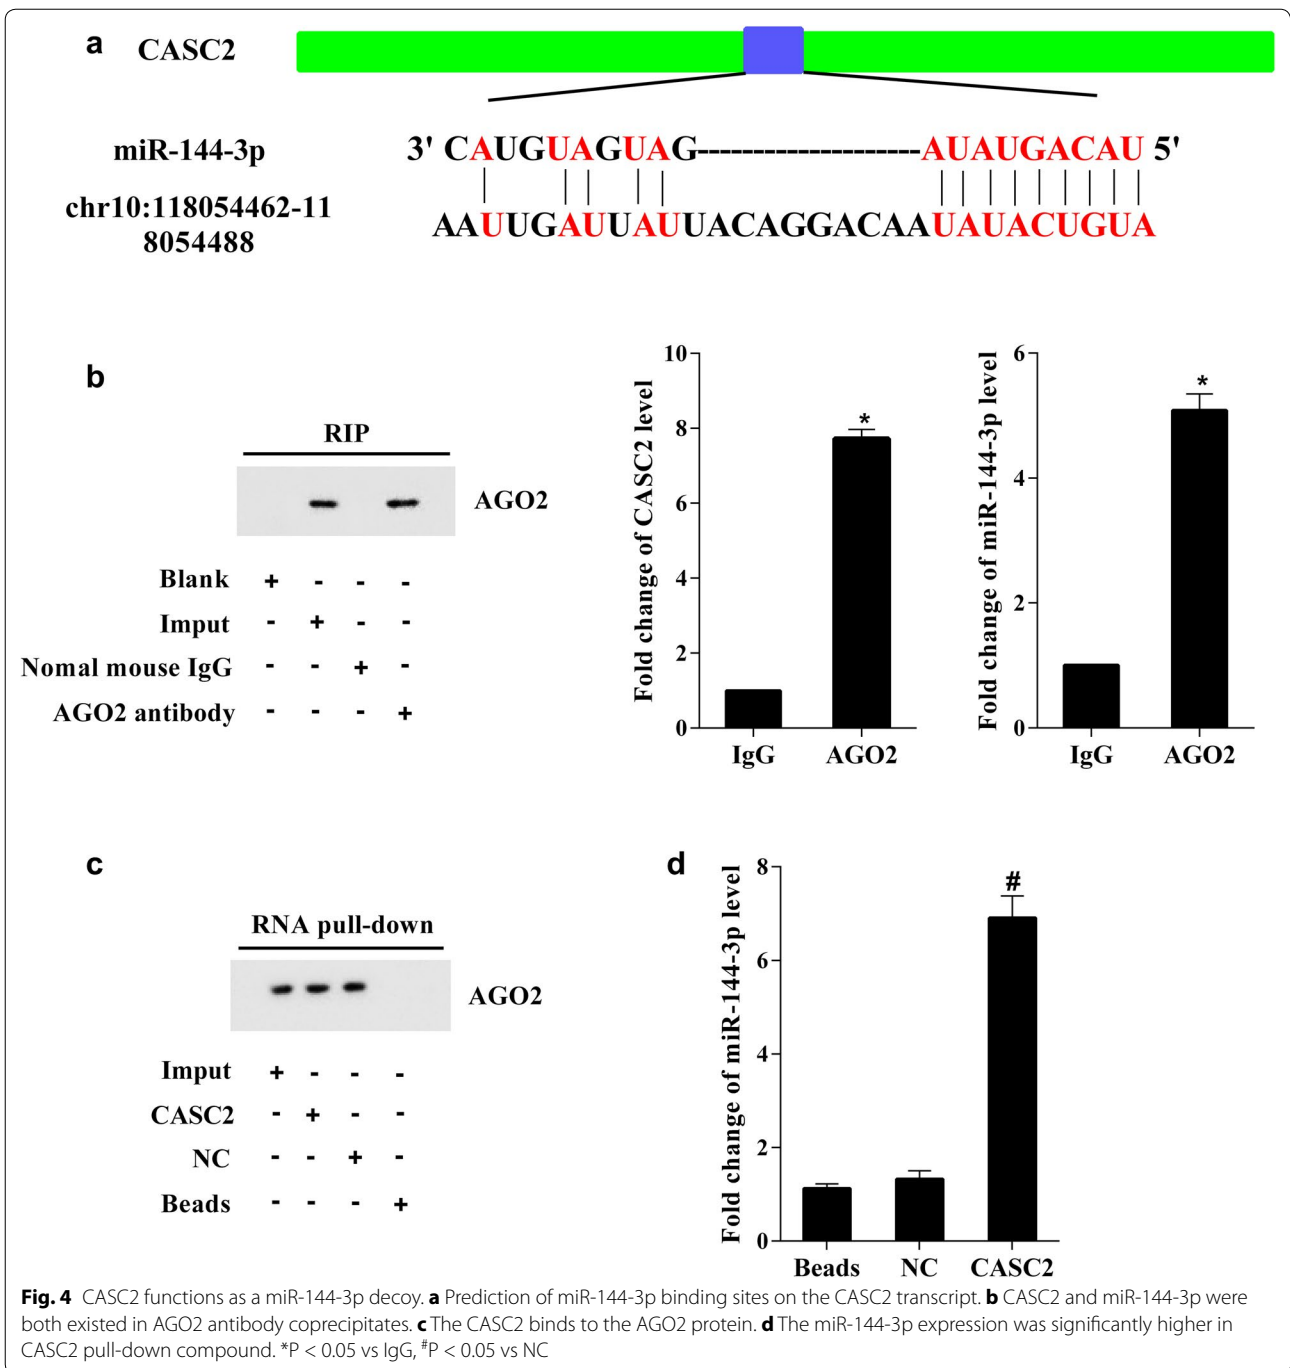 a
CASC2
miR-144-3p
3' CAUGUAGUAG----------------------AUAUGACAU 5'
chr10:118054462-11
8054488
AAUUGAUUAUUACAGGACAAUAUACUGUA
b
RIP
AGO2
Blank + - - -
Imput - + - -
Nomal mouse IgG - - + -
AGO2 antibody - - - +
Fold change of CASC2 level
10
8
6
4
2
0
*
IgG AGO2
Fold change of miR-144-3p level
6
4
2
0
*
IgG AGO2
c
RNA pull-down
AGO2
Imput + - - -
CASC2 - + - -
NC - - + -
Beads - - - +
d
Fold change of miR-144-3p level
8
6
4
2
0
#
Beads NC CASC2
Fig. 4 CASC2 functions as a miR-144-3p decoy. a Prediction of miR-144-3p binding sites on the CASC2 transcript. b CASC2 and miR-144-3p were
both existed in AGO2 antibody coprecipitates. c The CASC2 binds to the AGO2 protein. d The miR-144-3p expression was significantly higher in
CASC2 pull-down compound. *P < 0.05 vs IgG, #P < 0.05 vs NC